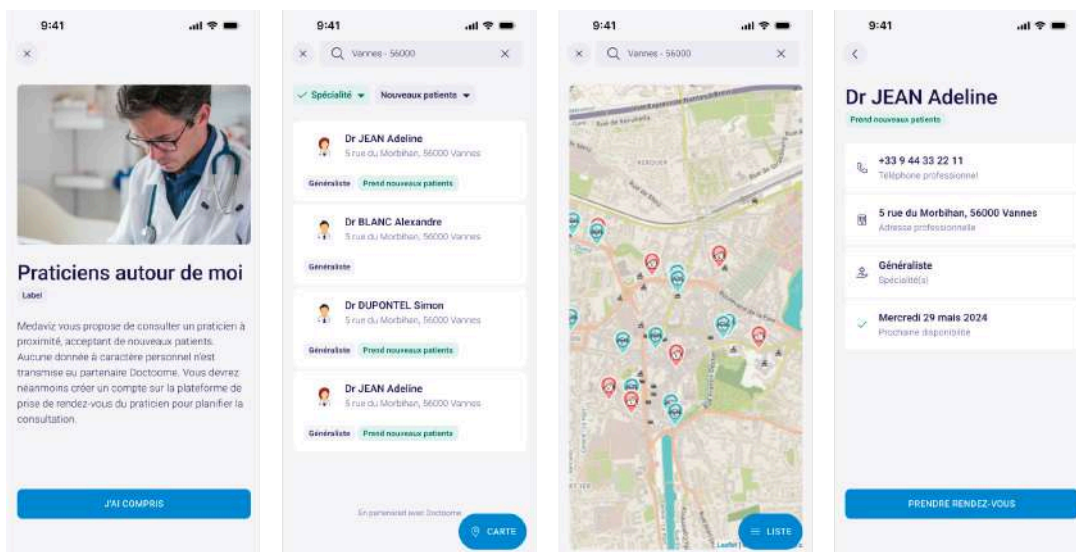 9:41
Praticiens autour de moi
Label
Medaviz vous propose de consulter un praticien à
proximité, acceptant de nouveaux patients.
Aucune donnée à caractère personnel n'est
transmise au partenaire Doctoome. Vous devrez
néanmoins créer un compte sur la plateforme de
prise de rendez-vous du praticien pour planifier la
consultation.
J'AI COMPRIS
9:41
Vannes - 56000
Spécialité
Nouveaux patients
Dr JEAN Adeline
5 rue du Morbihan, 56000 Vannes
Généraliste
Prend nouveaux patients
Dr BLANC Alexandre
5 rue du Morbihan, 56000 Vannes
Généraliste
Dr DUPONTEL Simon
5 rue du Morbihan, 56000 Vannes
Généraliste
Prend nouveaux patients
Dr JEAN Adeline
5 rue du Morbihan, 56000 Vannes
Généraliste
Prend nouveaux patients
En partenariat avec Doctoome
CARTE
9:41
Vannes - 56000
KERQUER
Leaflet
LISTE
9:41
Dr JEAN Adeline
Prend nouveaux patients
+33 9 44 33 22 11
Téléphone professionnel
5 rue du Morbihan, 56000 Vannes
Adresse professionnelle
Généraliste
Spécialité(s)
Mercredi 29 mais 2024
Prochaine disponibilité
PRENDRE RENDEZ-VOUS